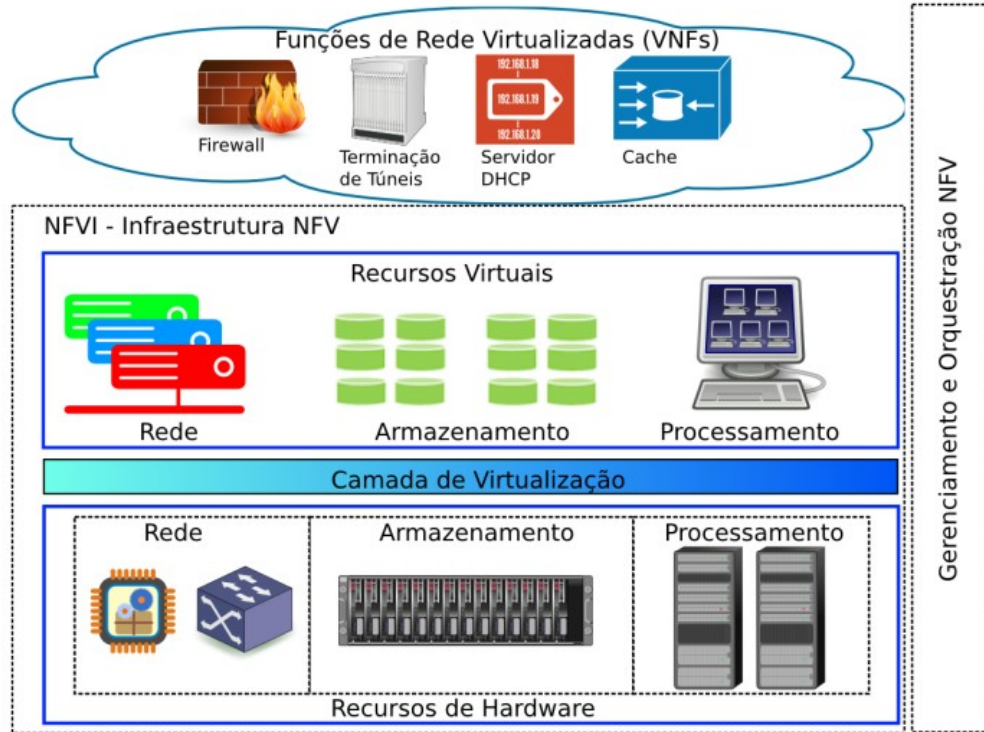 Funções de Rede Virtualizadas (VNFs)
192.168.1.18
192.168.1.19
192.168.1.20
Firewall
Terminação
de Túneis
Servidor
DHCP
Cache
NFVI - Infraestrutura NFV
Recursos Virtuais
Rede
Armazenamento
Processamento
Camada de Virtualização
Rede
Armazenamento
Processamento
Recursos de Hardware
Gerenciamento e Orquestração NFV